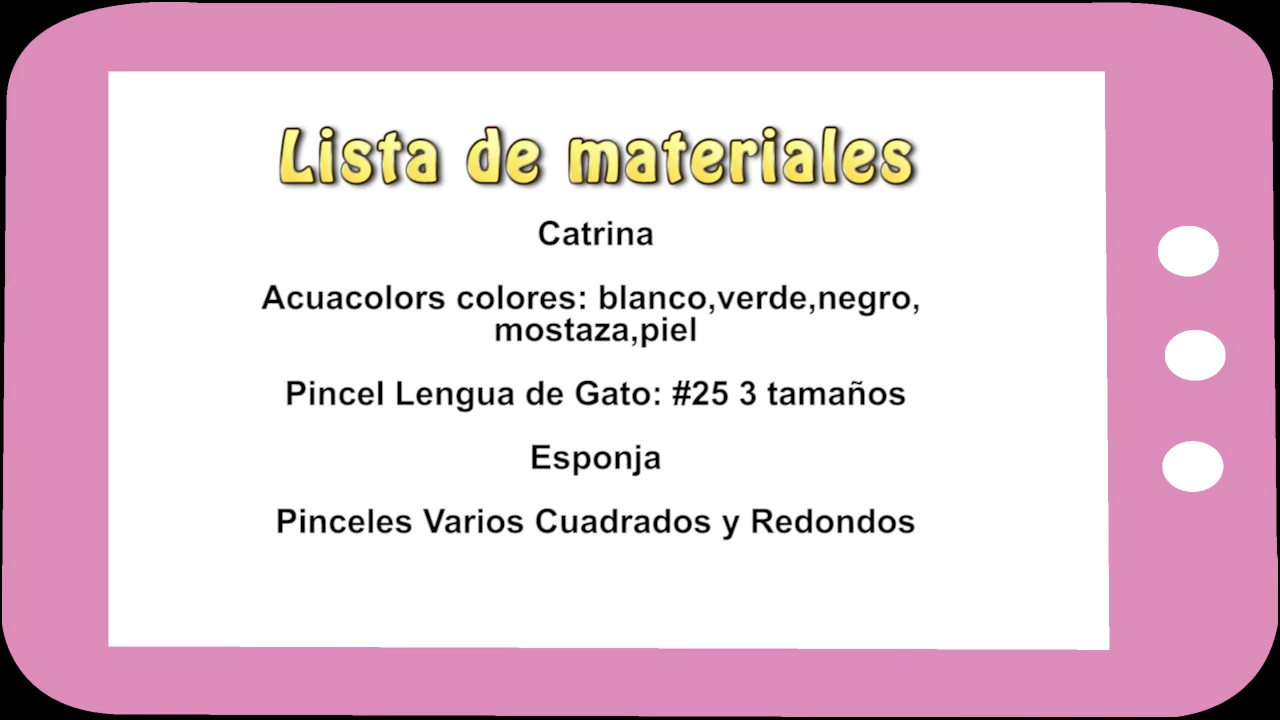 Lista de materiales
Catrina
Acuacolors colores: blanco,verde,negro,
mostaza,piel
Pincel Lengua de Gato: #25 3 tamaños
Esponja
Pinceles Varios Cuadrados y Redondos